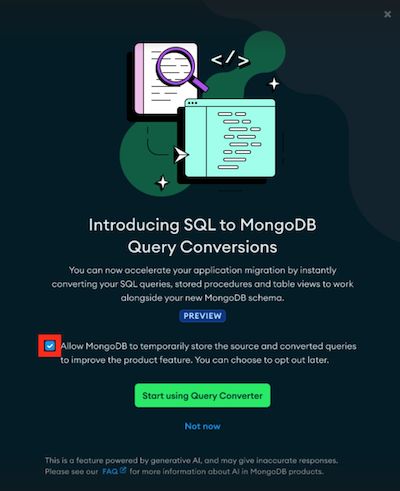 </>
Introducing SQL to MongoDB
Query Conversions
You can now accelerate your application migration by instantly
converting your SQL queries, stored procedures and table views to work
alongside your new MongoDB schema.
PREVIEW
Allow MongoDB to temporarily store the source and converted queries
to improve the product feature. You can choose to opt out later.
Start using Query Converter
Not now
This is a feature powered by generative AI, and may give inaccurate responses.
Please see our FAQ for more information about AI in MongoDB products.